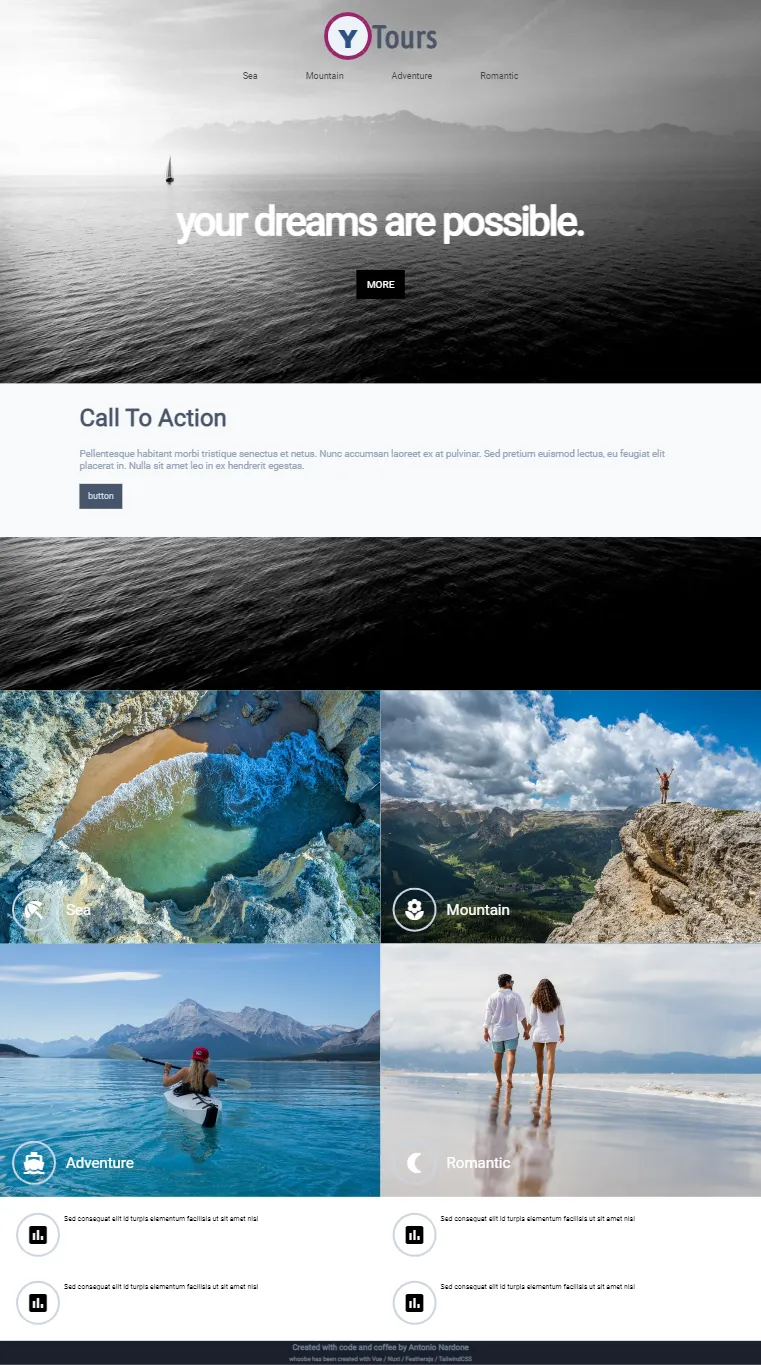 Y Tours
Sea Mountain Adventure Romantic
your dreams are possible.
MORE
Call To Action
Pellentesque habitant morbi tristique senectus et netus. Nunc accumsan laoreet ex at pulvinar. Sed pretium euismod lectus, eu feugiat elit
placerat in. Nulla sit amet leo in ex hendrerit egestas.
button
Sea
Mountain
Adventure
Romantic
Sed consequat elit id turpis elementum facilisis ut sit amet nisl
Sed consequat elit id turpis elementum facilisis ut sit amet nisl
Sed consequat elit id turpis elementum facilisis ut sit amet nisl
Sed consequat elit id turpis elementum facilisis ut sit amet nisl
Created with code and coffee by Antonio Nardone
whoobe has been created with Vue / Nuxt / Feathersjs / TailwindCSS